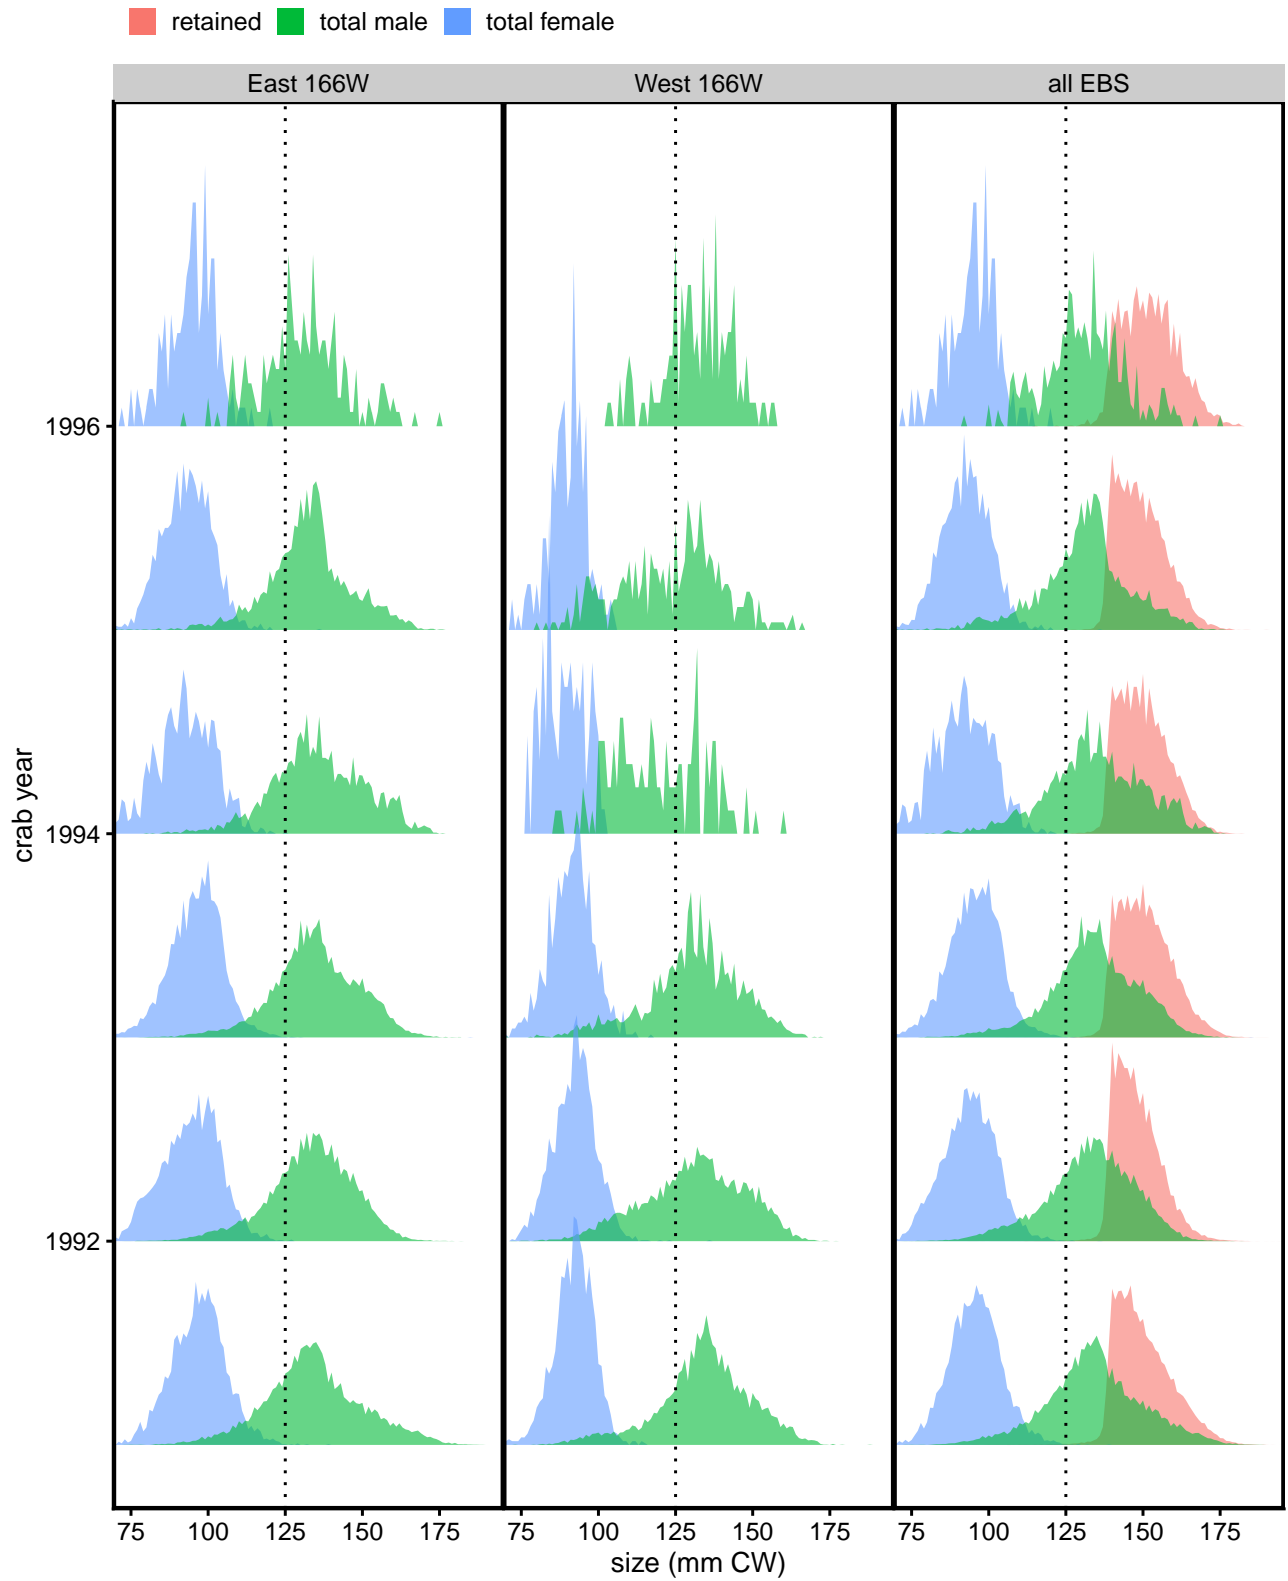 retained total male total female
East 166W West 166W all EBS
1996
1994
1992
crab year
75 100 125 150 175 75 100 125 150 175 75 100 125 150 175
size (mm CW)